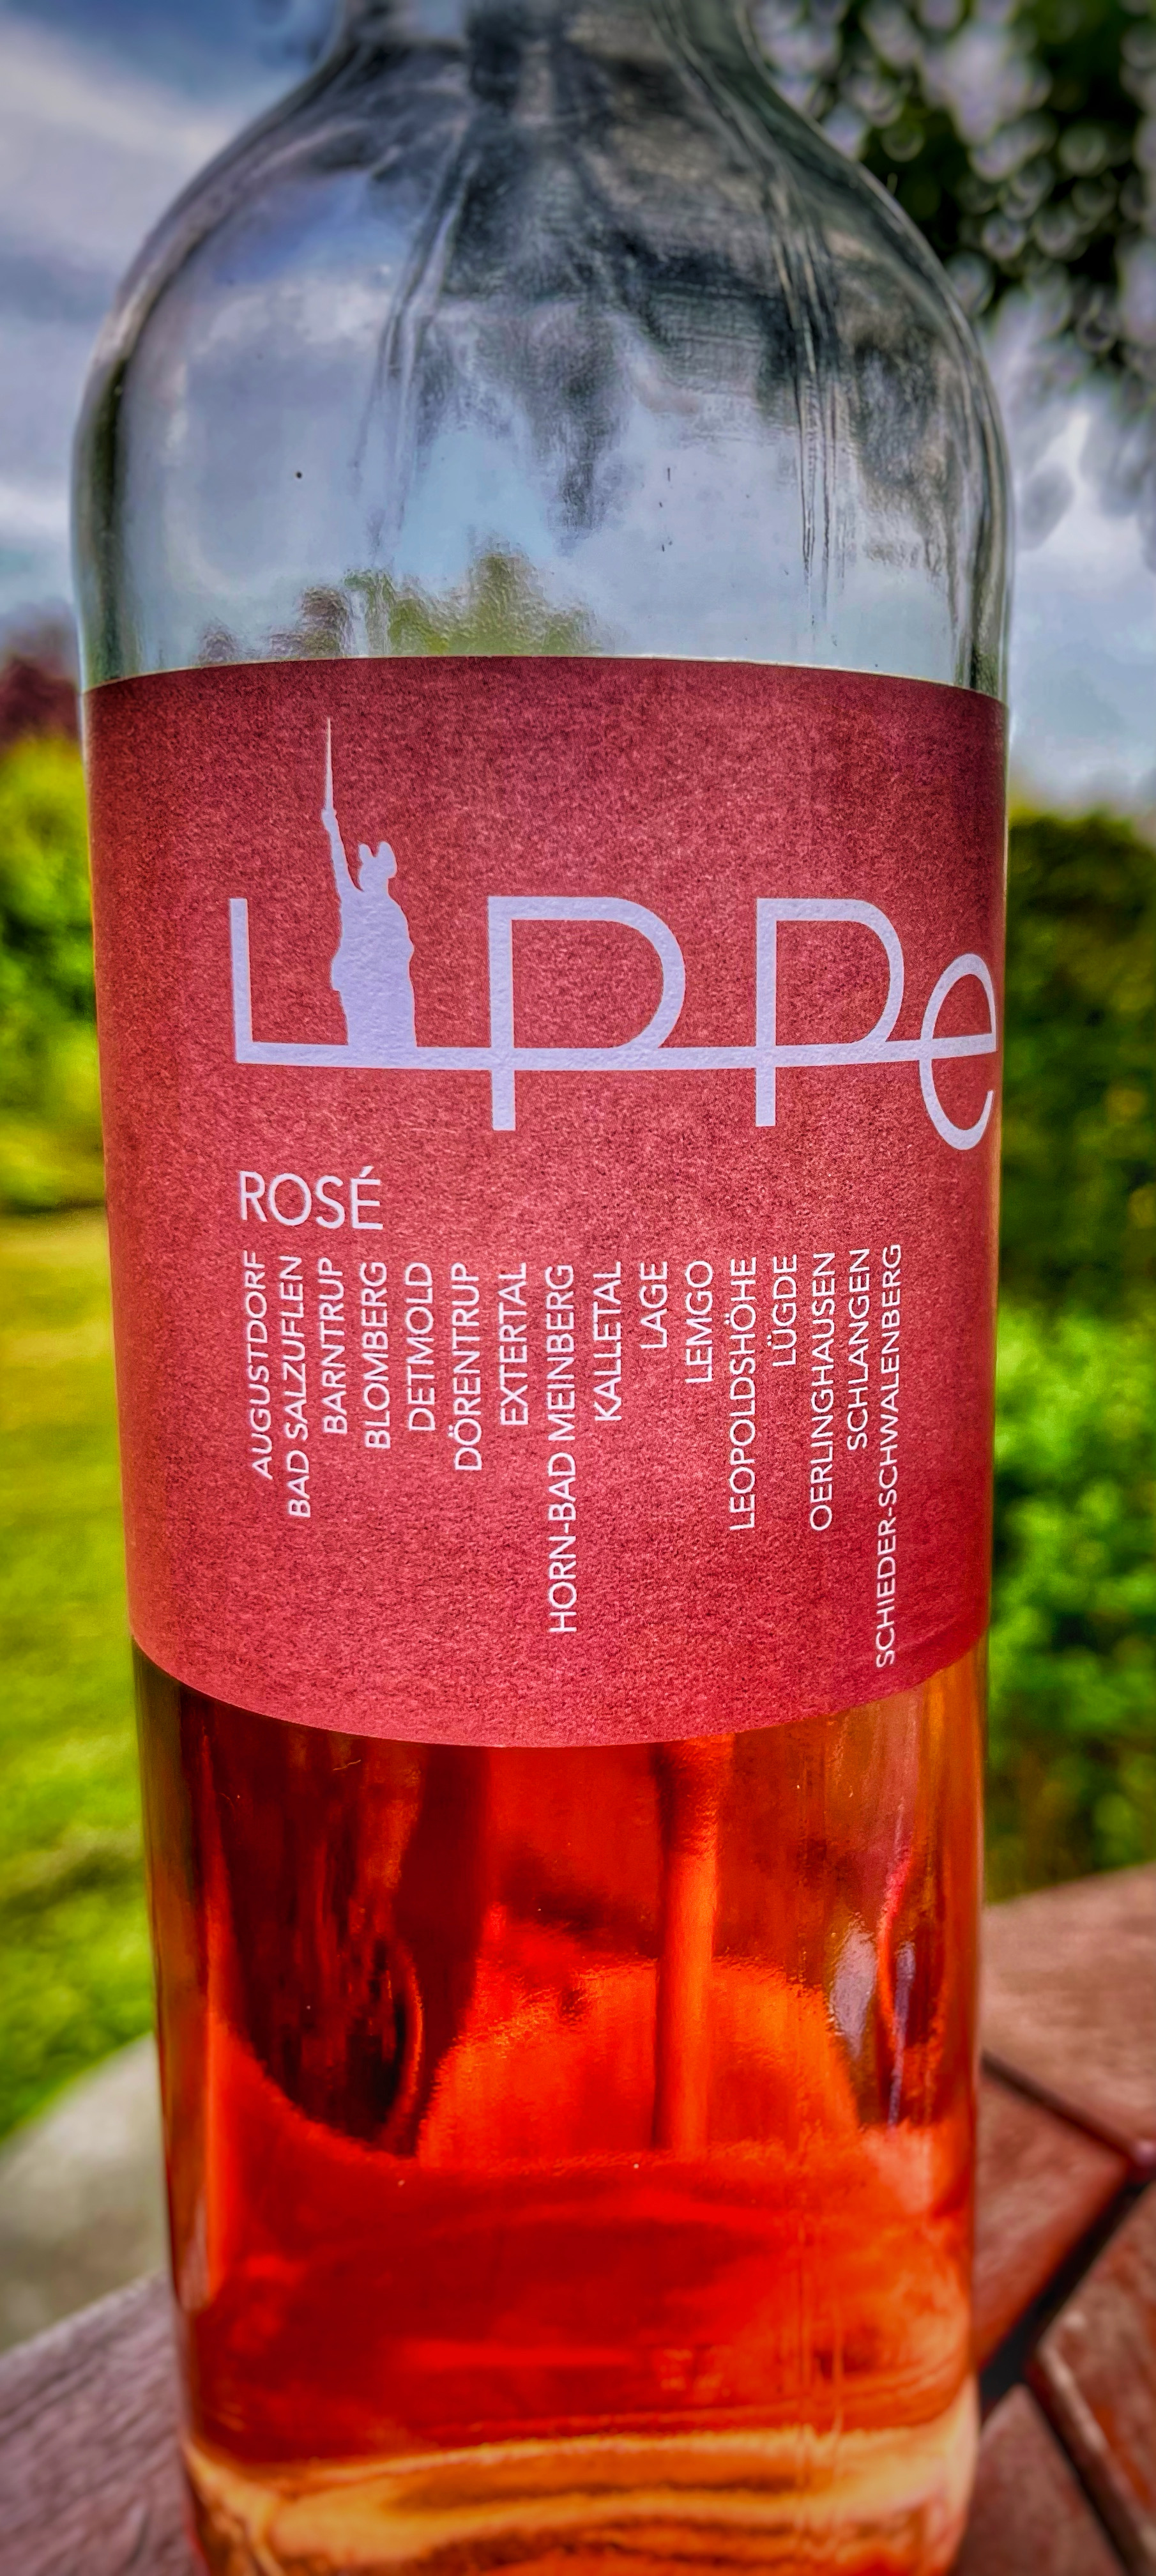 LIPPe
ROSÉ
AUGUSTDORF
BAD SALZUFLEN
BARNTRUP
BLOMBERG
DETMOLD
DÖRENTRUP
EXTERTAL
HORN-BAD MEINBERG
KALLETAL
LAGE
LEMGO
LEOPOLDSHÖHE
LÜGDE
OERLINGHAUSEN
SCHLANGEN
SCHIEDER-SCHWALENBERG